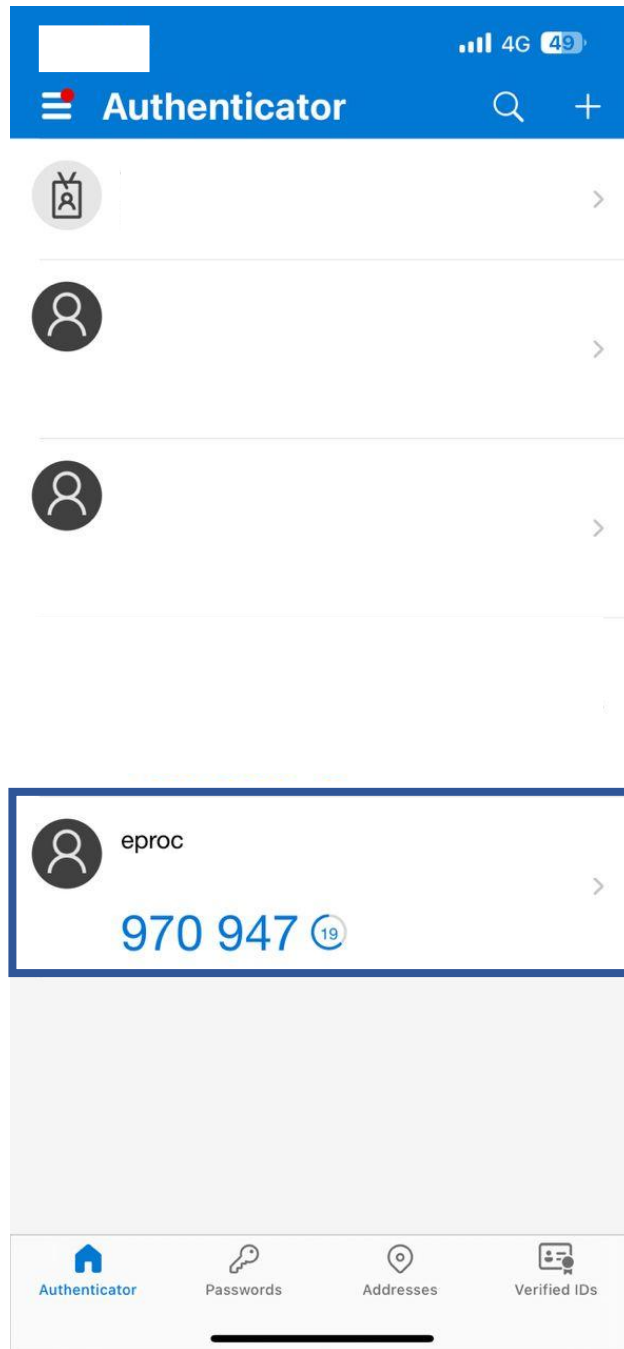 4G 49
Authenticator
eproc
970 947 19
Authenticator Passwords Addresses Verified IDs